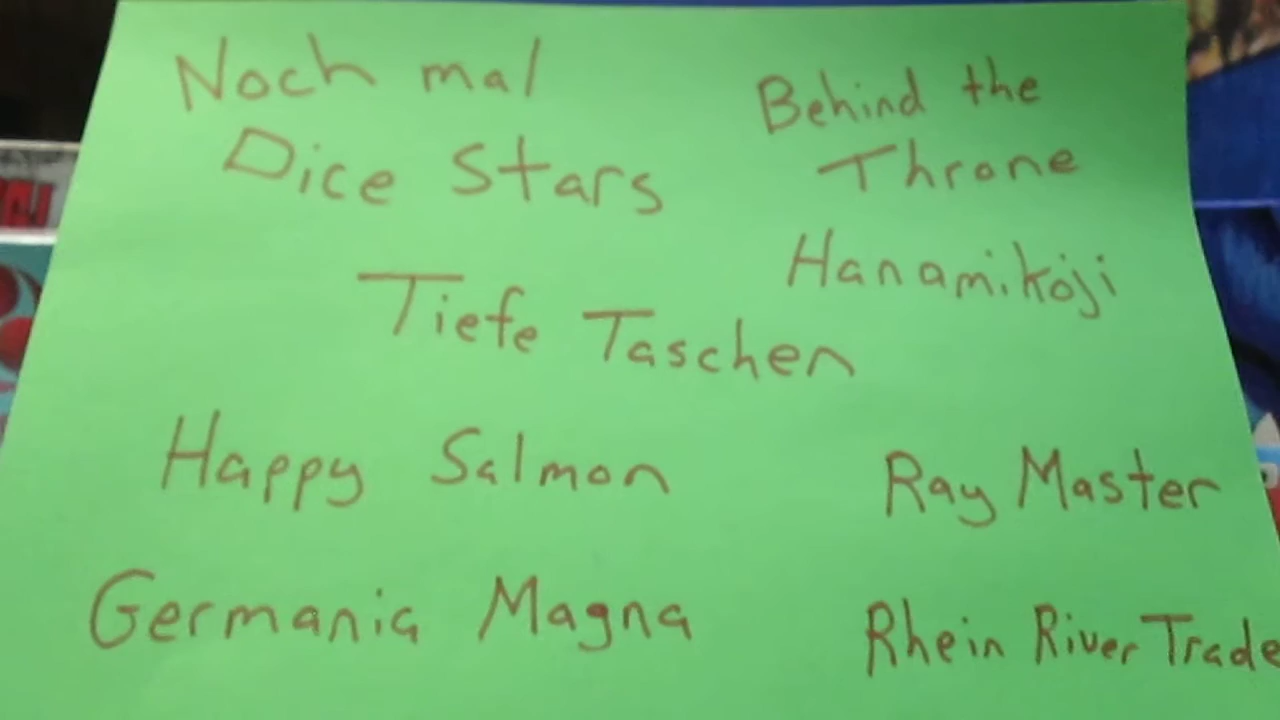 Noch mal
Dice Stars
Behind the
Throne
Hanamikoji
Tiefe Taschen
Happy Salmon
Ray Master
Germania Magna
Rhein River Trade